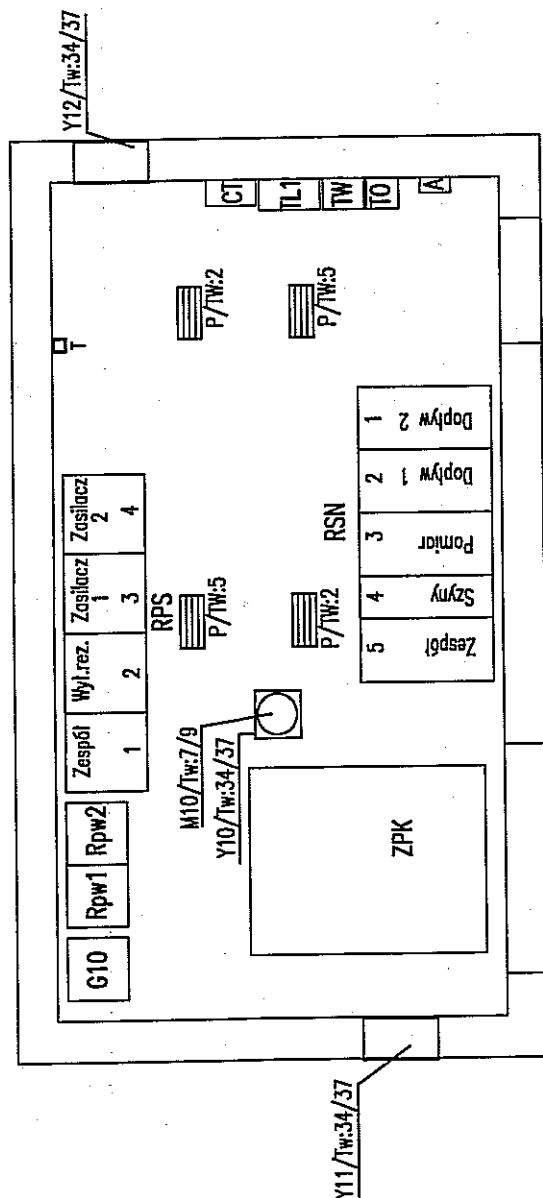 Y12/Tw:34/37
CT
TL1
TW
TO
A
T
P/TW:2
P/TW:5
Zasilacz
2
4
Zasilacz
1
3
Wył.rez.
2
Zespół
1
RPS
P/TW:5
P/TW:2
RSN
1
Dopływ 2
2
Dopływ 1
3
Pomiar
4
Szyny
5
Zespół
Rpw2
Rpw1
G10
M10/Tw:7/9
Y10/Tw:34/37
ZPK
Y11/Tw:34/37